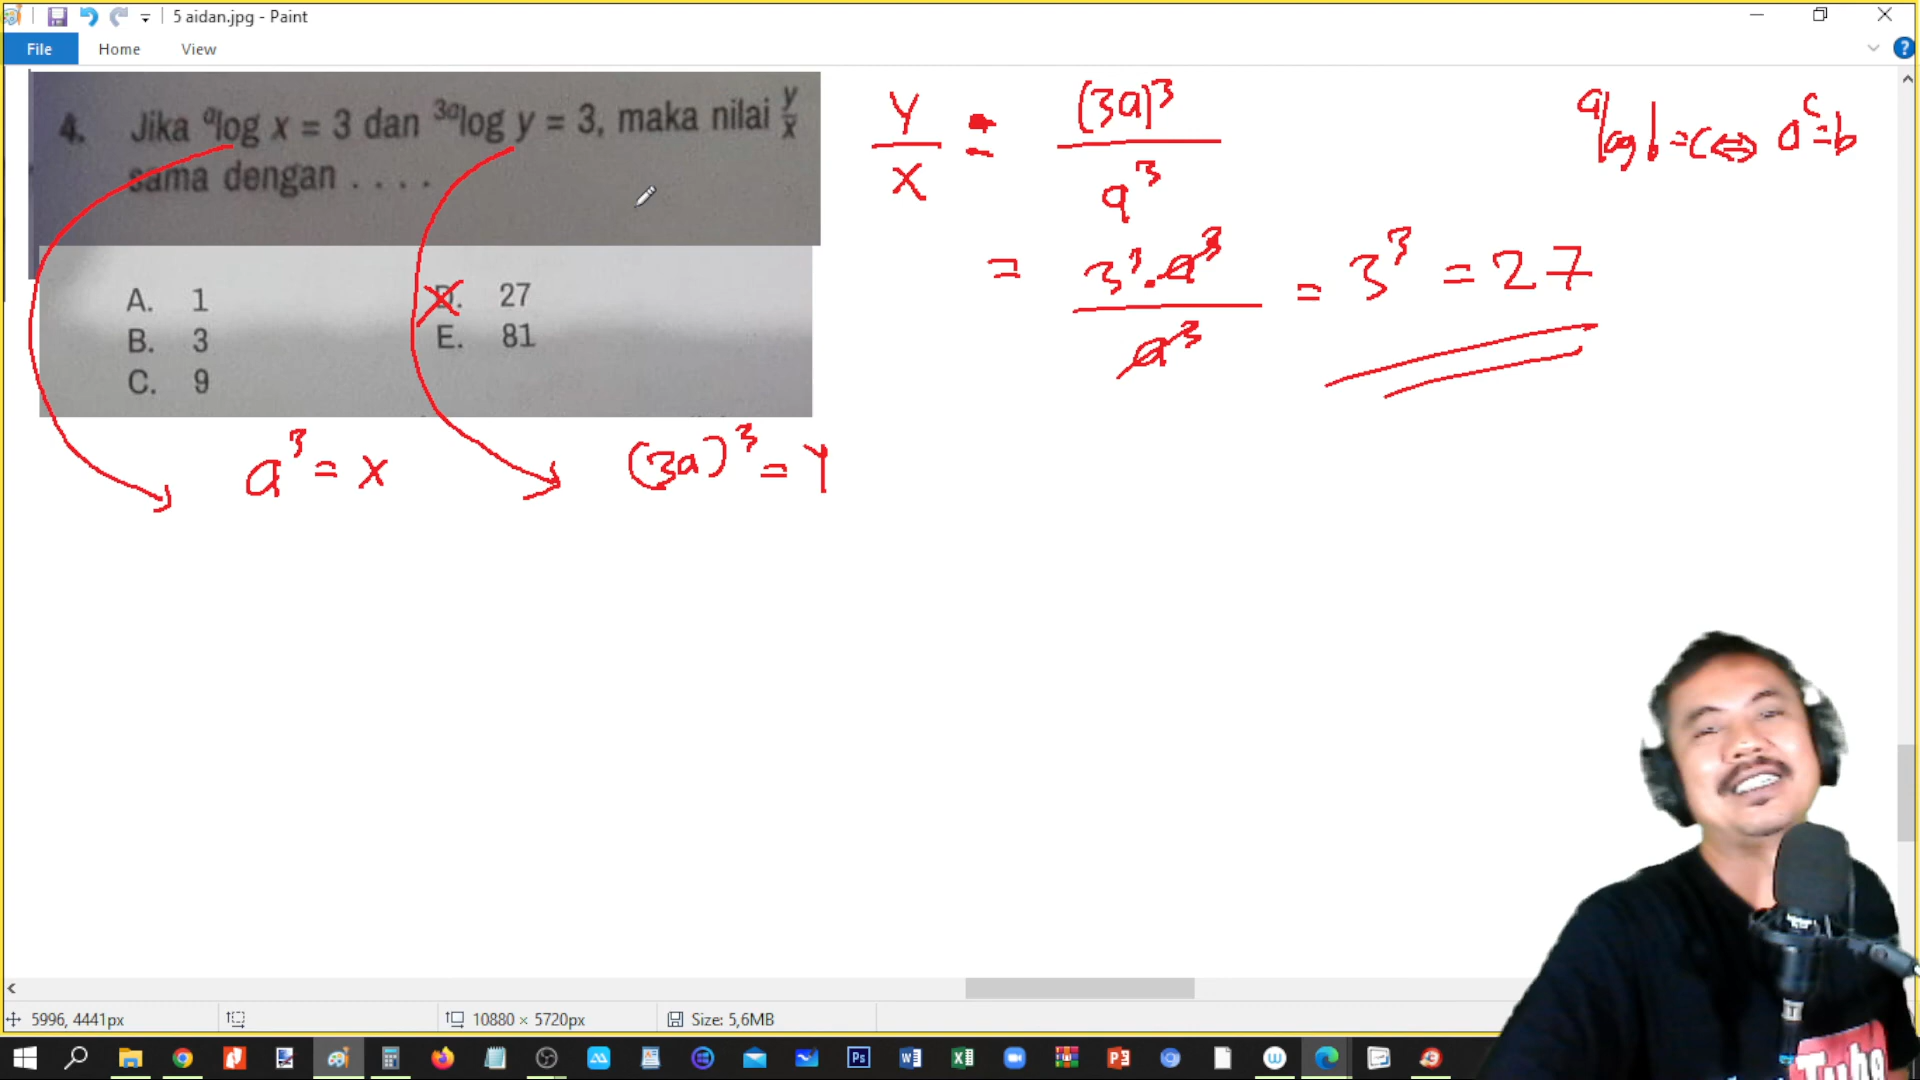 5 aidan.jpg - Paint
File Home View
4. Jika ᵃlog x = 3 dan ³ᵃlog y = 3, maka nilai y/x
sama dengan . . . .
A. 1
B. 3
C. 9
D. 27
E. 81
a³ = x
(3a)³ = y
y/x = (3a)³/a³
= 3³.a³/a³ = 3³ = 27
ᵃlog b = c ⇔ aᶜ = b
5996, 4441px
10880 × 5720px
Size: 5,6MB